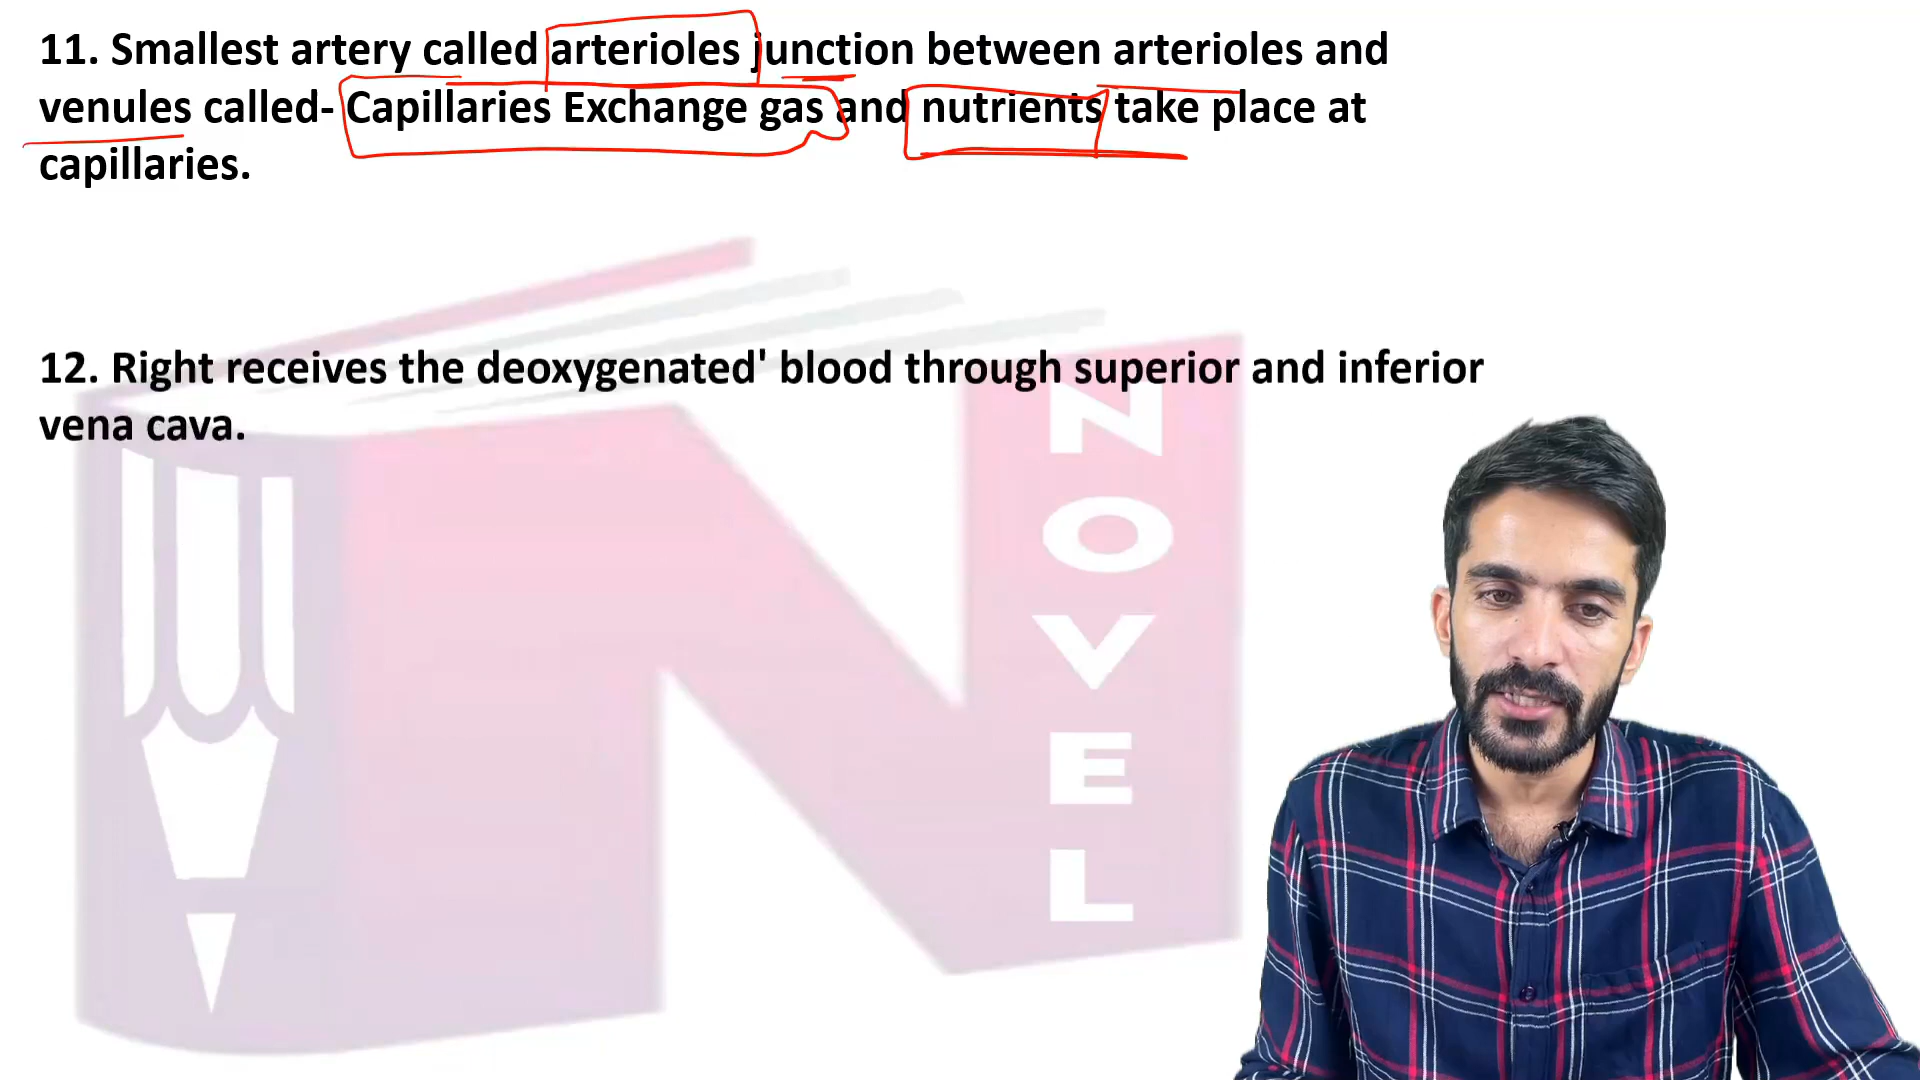 11. Smallest artery called arterioles junction between arterioles and
venules called- Capillaries Exchange gas and nutrients take place at
capillaries.
12. Right receives the deoxygenated' blood through superior and inferior
vena cava.
NOVEL